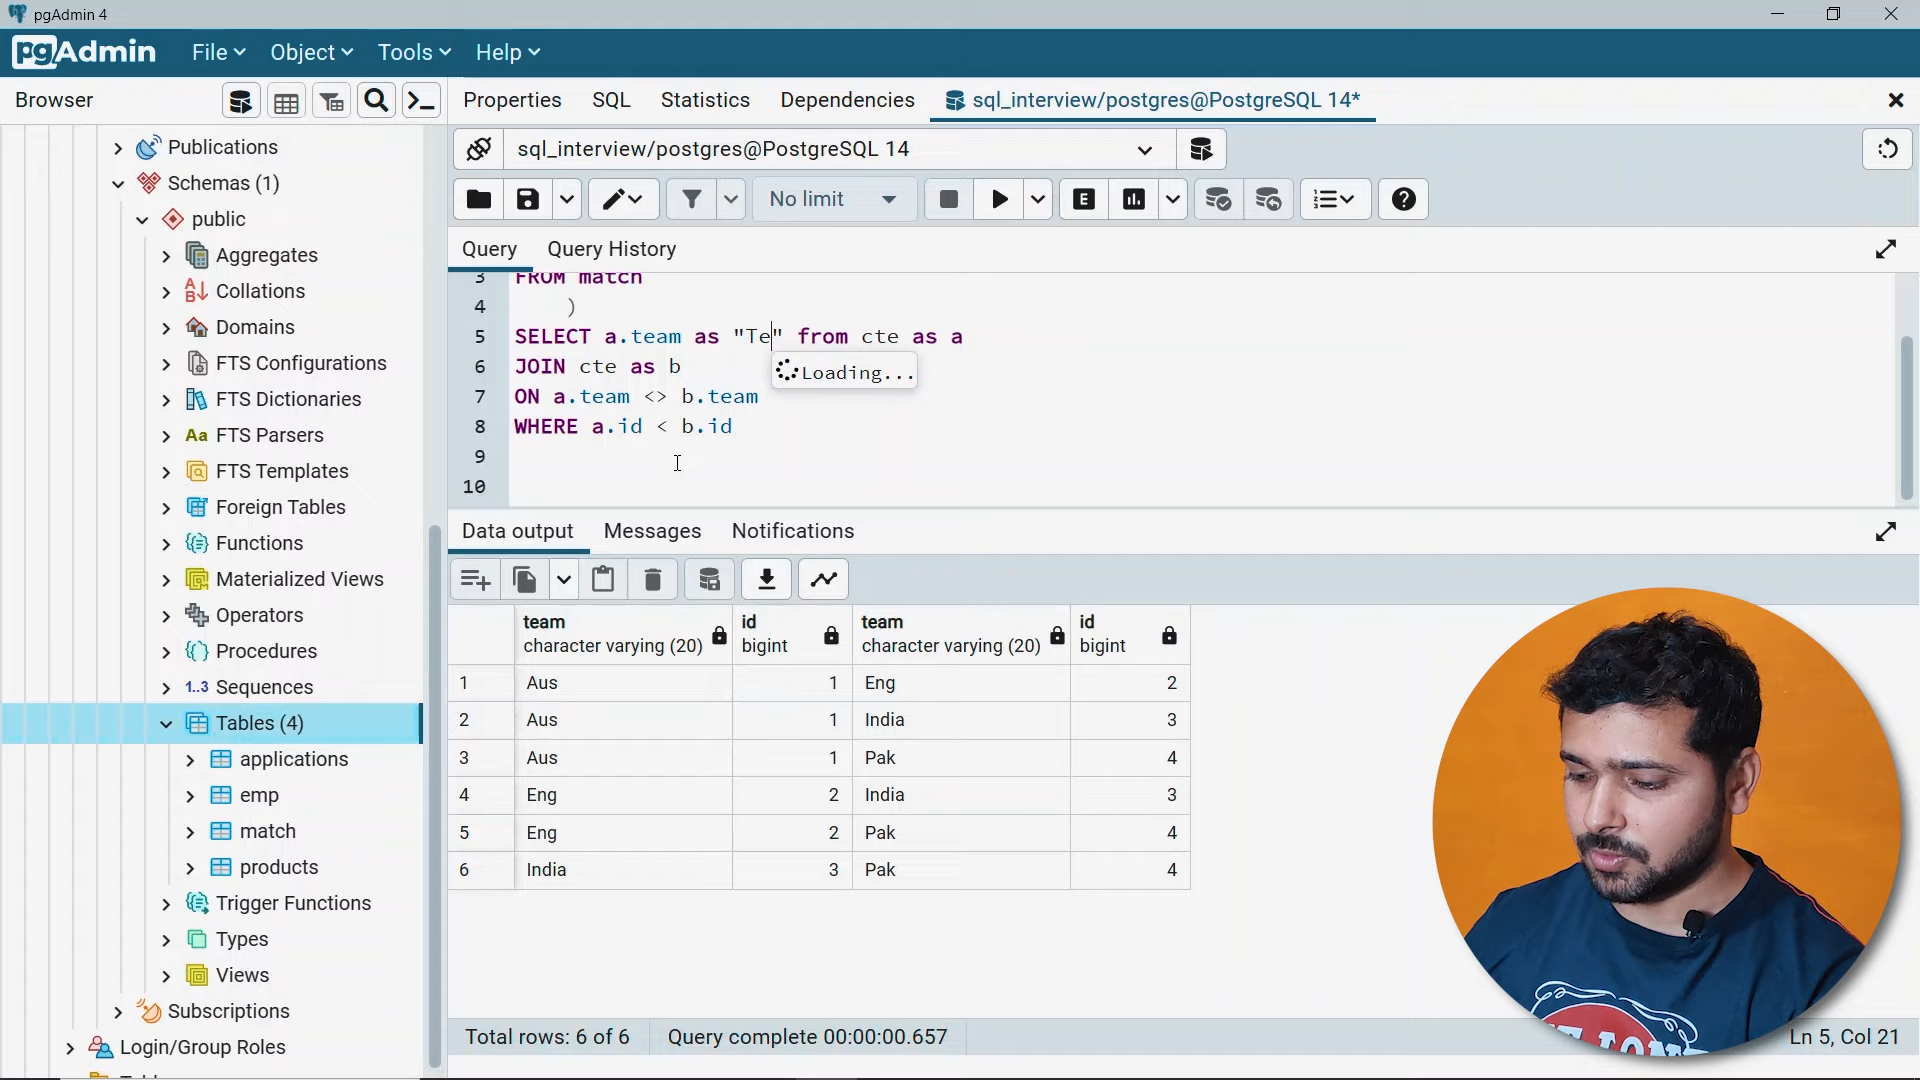 pgAdmin 4
pgAdmin File Object Tools Help
Browser
Properties SQL Statistics Dependencies sql_interview/postgres@PostgreSQL 14*
sql_interview/postgres@PostgreSQL 14
No limit
Query Query History
Publications
Schemas (1)
public
Aggregates
Collations
Domains
FTS Configurations
FTS Dictionaries
Aa FTS Parsers
FTS Templates
Foreign Tables
Functions
Materialized Views
Operators
Procedures
1..3 Sequences
Tables (4)
applications
emp
match
products
Trigger Functions
Types
Views
Subscriptions
Login/Group Roles
3 FROM match
4 )
5 SELECT a.team as "Te" from cte as a
6 JOIN cte as b
Loading...
7 ON a.team <> b.team
8 WHERE a.id < b.id
9
10
Data output Messages Notifications
team id team id
character varying (20) bigint character varying (20) bigint
1 Aus 1 Eng 2
2 Aus 1 India 3
3 Aus 1 Pak 4
4 Eng 2 India 3
5 Eng 2 Pak 4
6 India 3 Pak 4
Total rows: 6 of 6 Query complete 00:00:00.657 Ln 5, Col 21